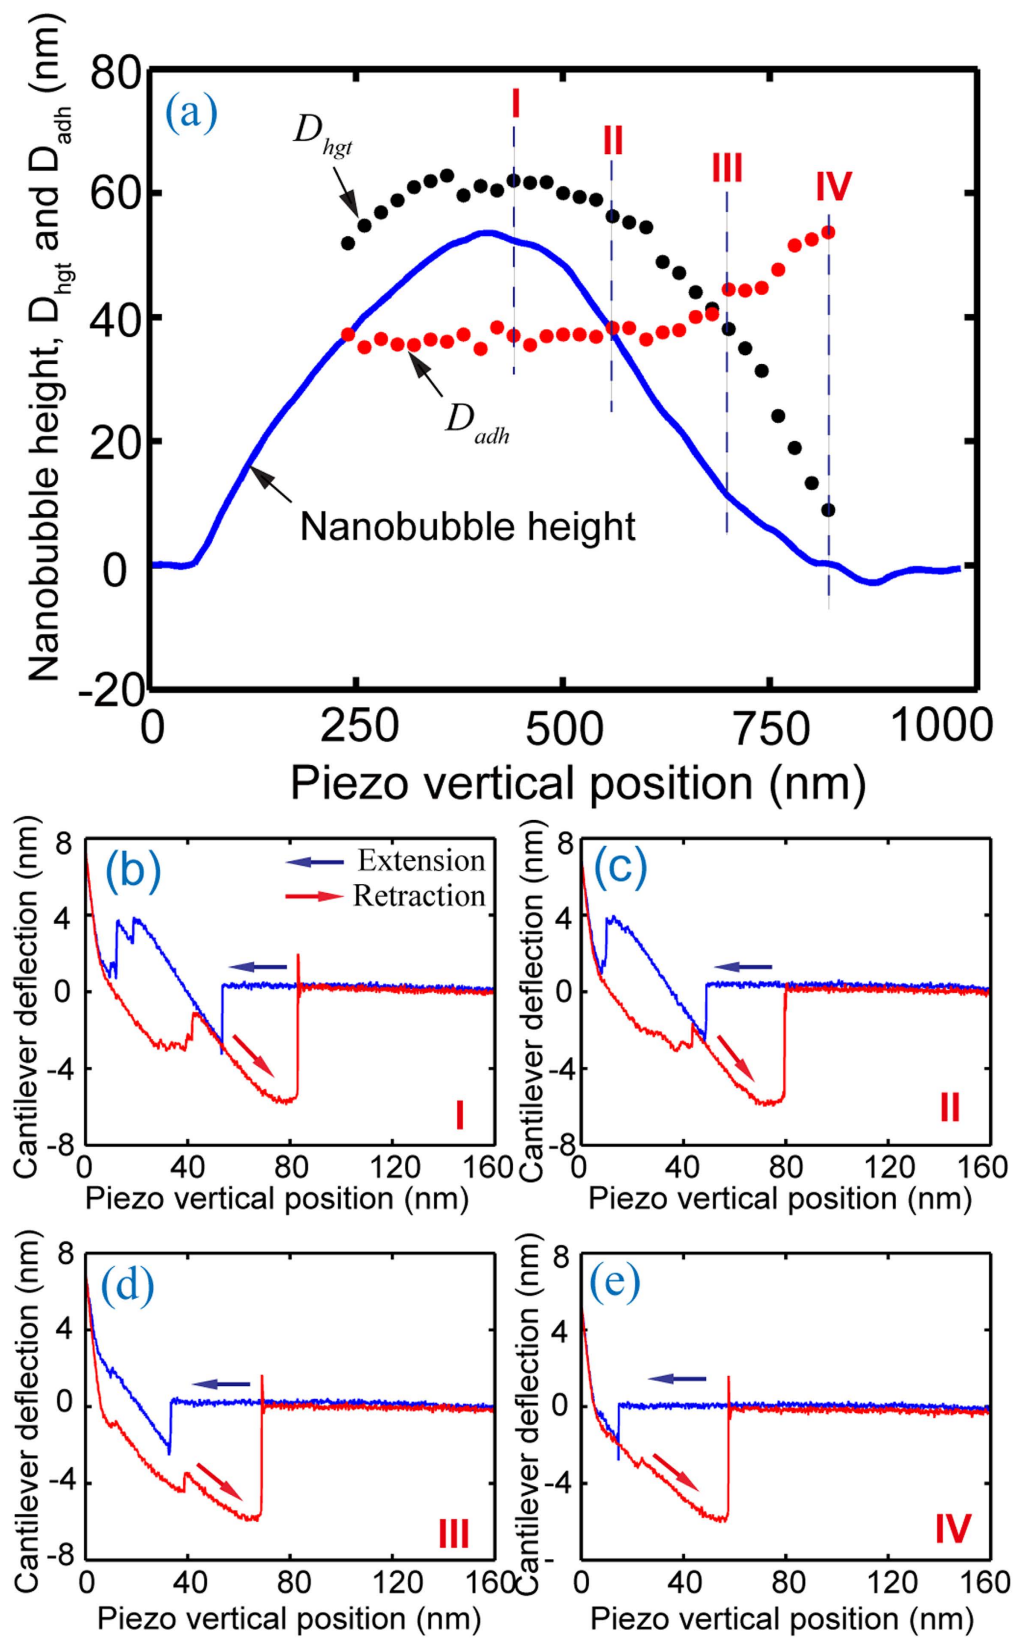 Nanobubble height, D_hgt and D_adh (nm)
80
60
40
20
0
-20
(a)
D_hgt
I
II
III
IV
D_adh
Nanobubble height
0 250 500 750 1000
Piezo vertical position (nm)
Cantilever deflection (nm)
8
4
0
-4
-8
(b)
Extension
Retraction
I
0 40 80 120 160
Piezo vertical position (nm)
Cantilever deflection (nm)
8
4
0
-4
-8
(c)
II
0 40 80 120 160
Piezo vertical position (nm)
Cantilever deflection (nm)
8
4
0
-4
-8
(d)
III
0 40 80 120 160
Piezo vertical position (nm)
Cantilever deflection (nm)
8
4
0
-4
-
(e)
IV
0 40 80 120 160
Piezo vertical position (nm)